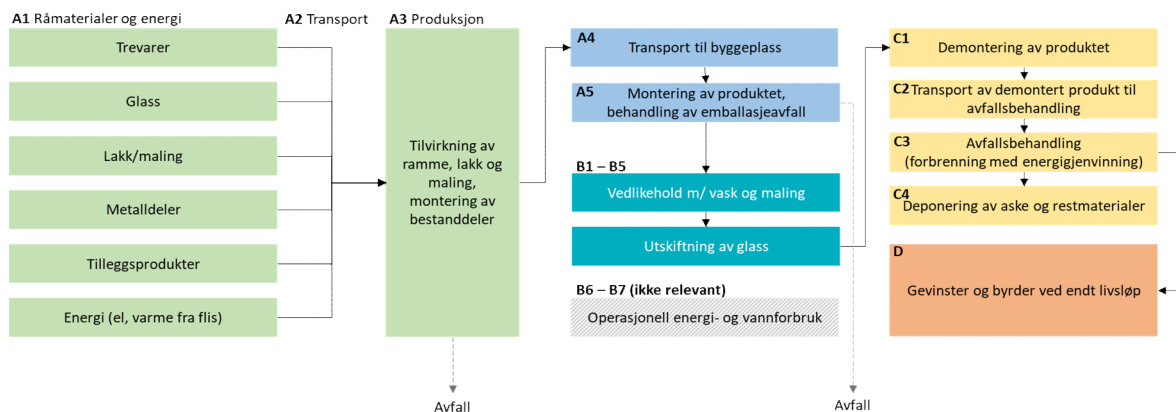 A1 Råmaterialer og energi
Trevarer
Glass
Lakk/maling
Metalldeler
Tilleggsprodukter
Energi (el, varme fra flis)
A2 Transport
A3 Produksjon
Tilvirkning av
ramme, lakk og
maling,
montering av
bestanddeler
Avfall
A4
Transport til byggeplass
A5
Montering av produktet,
behandling av emballasjeavfall
Avfall
B1 – B5
Vedlikehold m/ vask og maling
Utskiftning av glass
B6 – B7 (ikke relevant)
Operasjonell energi- og vannforbruk
C1
Demontering av produktet
C2
Transport av demontert produkt til
avfallsbehandling
C3
Avfallsbehandling
(forbrenning med energigjenvinning)
C4
Deponering av aske og restmaterialer
D
Gevinster og byrder ved endt livsløp